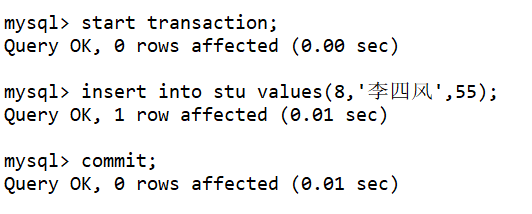 mysql> start transaction;
Query OK, 0 rows affected (0.00 sec)
mysql> insert into stu values(8,'李四风',55);
Query OK, 1 row affected (0.01 sec)
mysql> commit;
Query OK, 0 rows affected (0.01 sec)